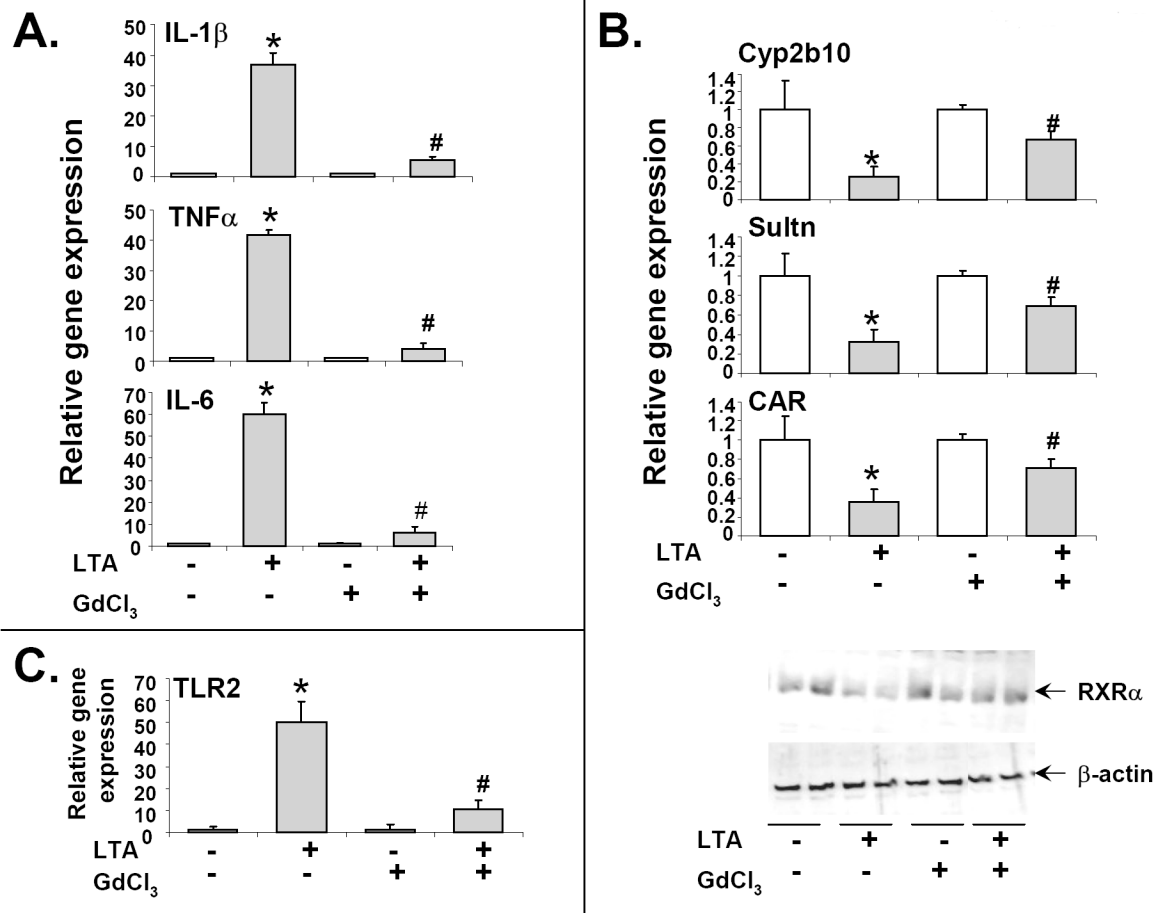 A.
Relative gene expression
IL-1β
50
40
30
20
10
0
*
#
TNFα
50
40
30
20
10
0
*
#
IL-6
70
60
50
40
30
20
10
0
*
#
LTA - + - +
GdCl3 - - + +
B.
Relative gene expression
Relative gene expression
Cyp2b10
1.4
1.2
1
0.8
0.6
0.4
0.2
0
*
#
Sultn
1.4
1.2
1
0.8
0.6
0.4
0.2
0
*
#
CAR
1.4
1.2
1
0.8
0.6
0.4
0.2
0
*
#
LTA - + - +
GdCl3 - - + +
RXRα
β-actin
LTA - + - +
GdCl3 - - + +
C.
Relative gene
expression
TLR2
70
60
50
40
30
20
10
0
*
#
LTA - + - +
GdCl3 - - + +